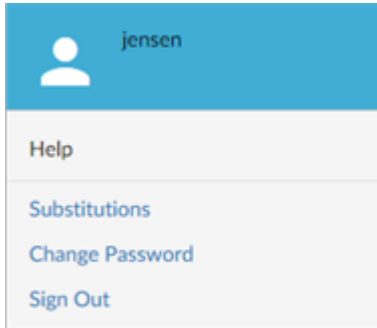 jensen
Help
Substitutions
Change Password
Sign Out